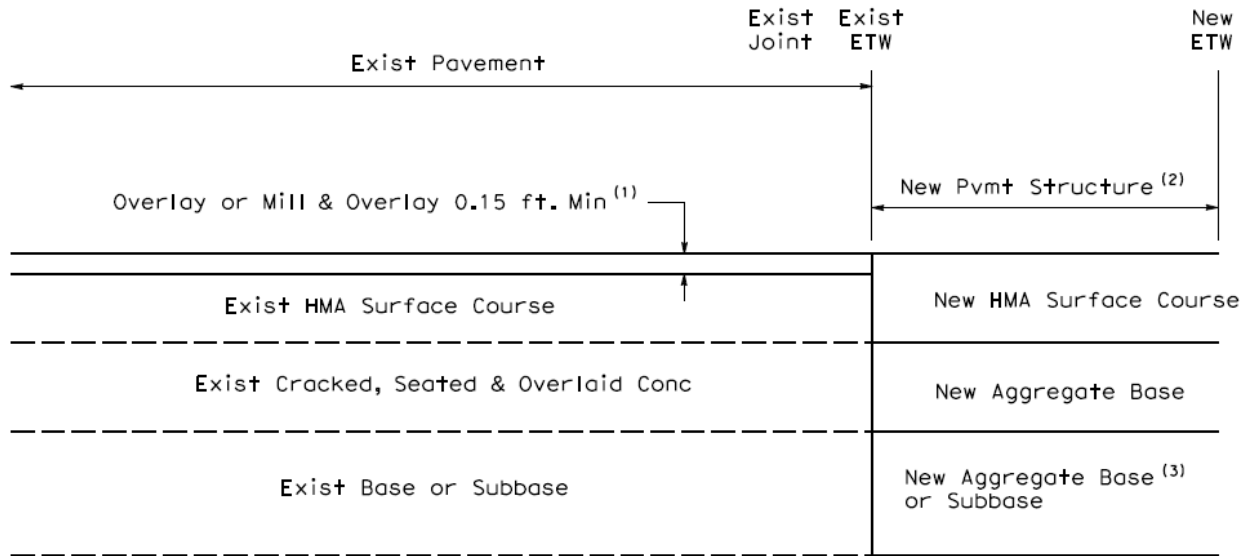 Exist Joint
Exist ETW
New ETW
Exist Pavement
New Pvmt Structure (2)
Overlay or Mill & Overlay 0.15 ft. Min (1)
Exist HMA Surface Course
New HMA Surface Course
Exist Cracked, Seated & Overlaid Conc
New Aggregate Base
Exist Base or Subbase
New Aggregate Base (3)
or Subbase